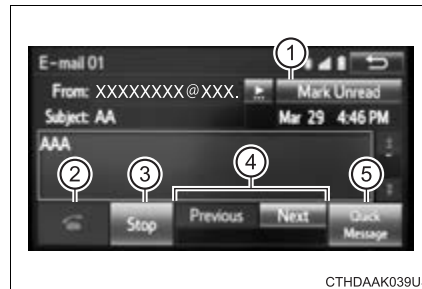 1
E-mail 01
From: XXXXXXXX@XXX. Mark Unread
Subject: AA Mar 29 4:46 PM
AAA
2 3 4 5
Stop Previous Next Quick Message
CTHDAAK039U